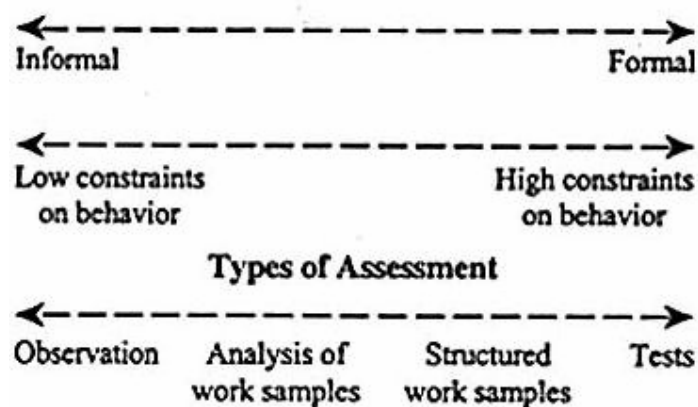 Informal Formal
Low constraints High constraints
on behavior on behavior
Types of Assessment
Observation Analysis of Structured Tests
work samples work samples